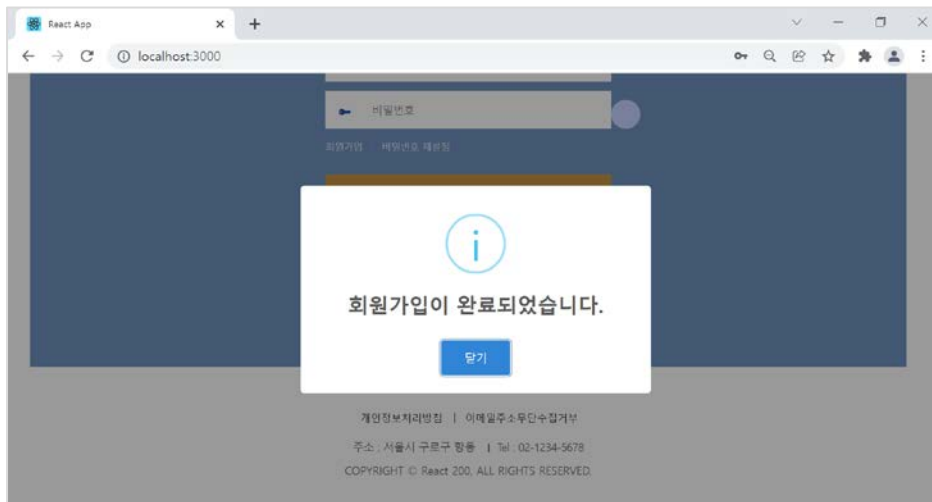 React App
localhost:3000
비밀번호
회원가입 비밀번호 재설정
회원가입이 완료되었습니다.
닫기
개인정보처리방침 | 이메일주소무단수집거부
주소 : 서울시 구로구 항동 | Tel : 02-1234-5678
COPYRIGHT © React 200. ALL RIGHTS RESERVED.